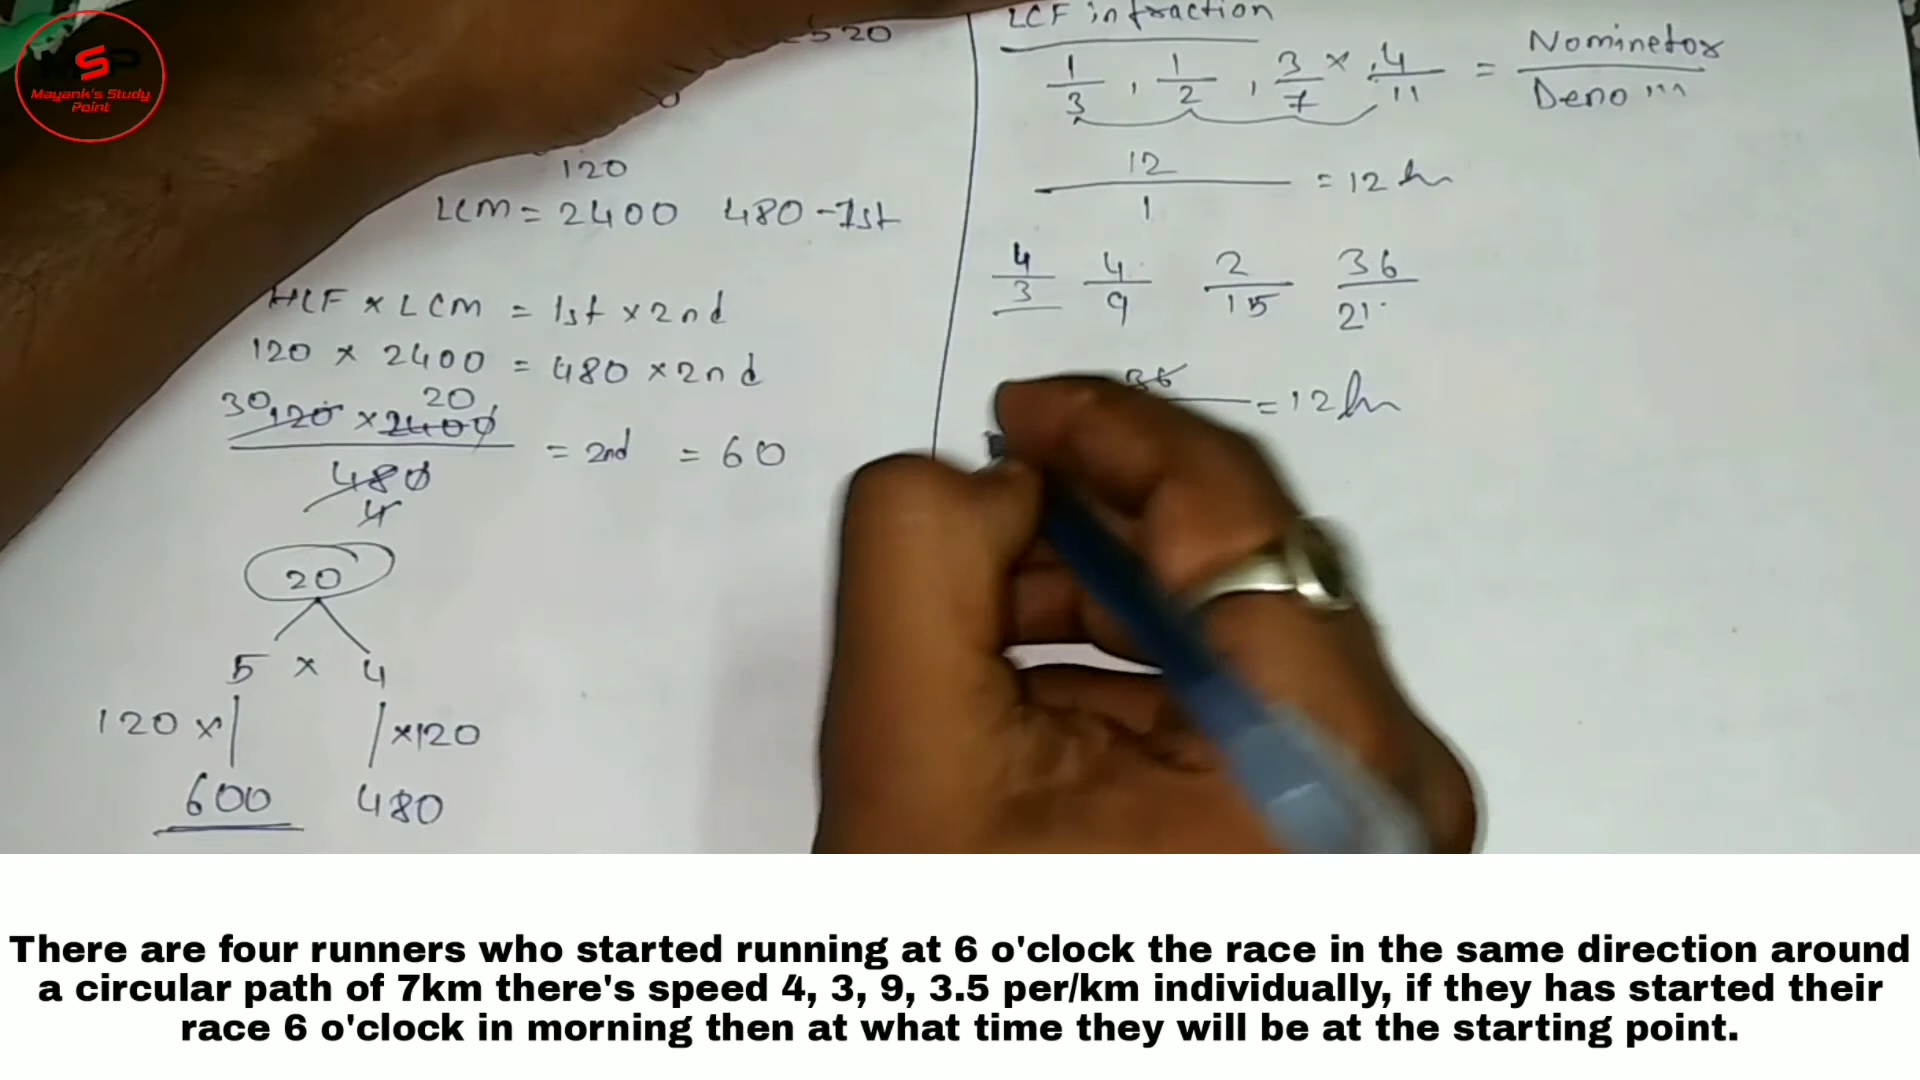 MSP
Mayank's Study
Point
2520
0
120
LCM = 2400 480 - 1st
HCF × LCM = 1st × 2nd
120 × 2400 = 480 × 2nd
30 20
120 × 2400
480
4
= 2nd = 60
20
5 × 4
120 × | | ×120
600 480
LCF in fraction
1/3 , 1/2 , 3/7 × 4/11 = Nominetor/Deno '''
12/1 = 12 hr
4/3 4/9 2/15 36/21
36
= 12 hr
There are four runners who started running at 6 o'clock the race in the same direction around
a circular path of 7km there's speed 4, 3, 9, 3.5 per/km individually, if they has started their
race 6 o'clock in morning then at what time they will be at the starting point.